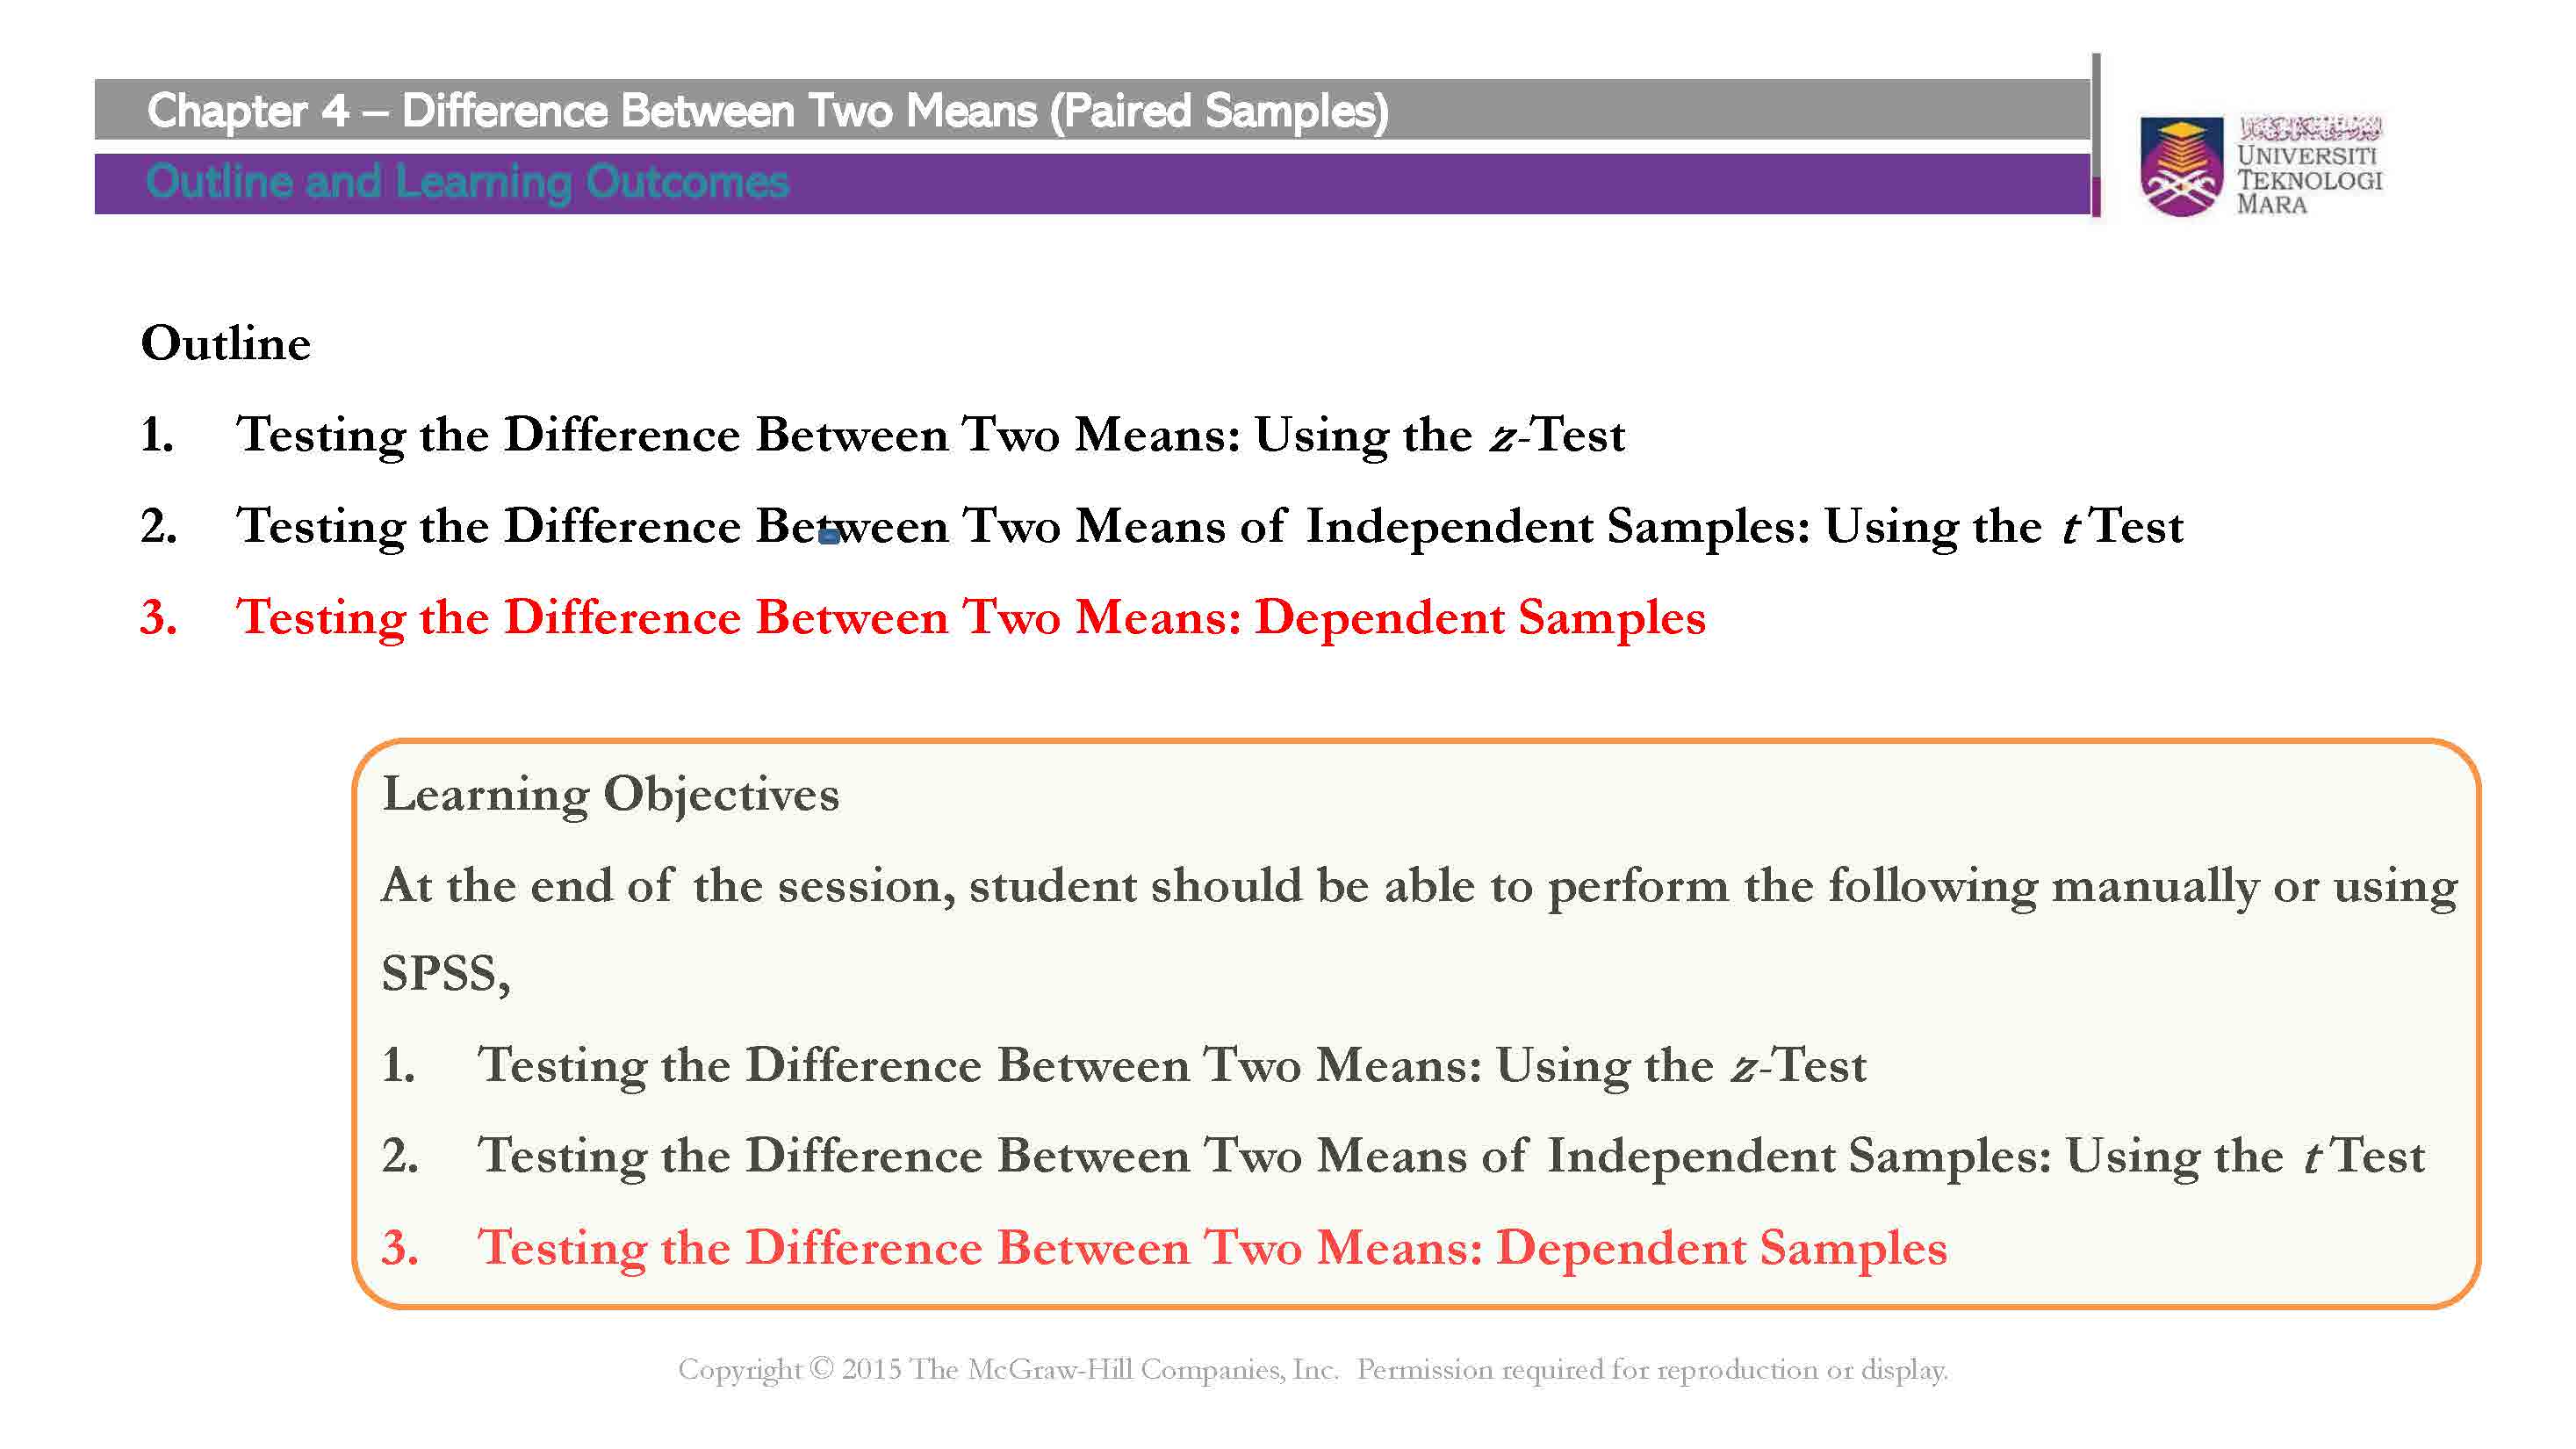 Chapter 4 – Difference Between Two Means (Paired Samples)
Outline and Learning Outcomes
UNIVERSITI
TEKNOLOGI
MARA
Outline
1. Testing the Difference Between Two Means: Using the z-Test
2. Testing the Difference Between Two Means of Independent Samples: Using the t Test
3. Testing the Difference Between Two Means: Dependent Samples
Learning Objectives
At the end of the session, student should be able to perform the following manually or using
SPSS,
1. Testing the Difference Between Two Means: Using the z-Test
2. Testing the Difference Between Two Means of Independent Samples: Using the t Test
3. Testing the Difference Between Two Means: Dependent Samples
Copyright © 2015 The McGraw-Hill Companies, Inc. Permission required for reproduction or display.